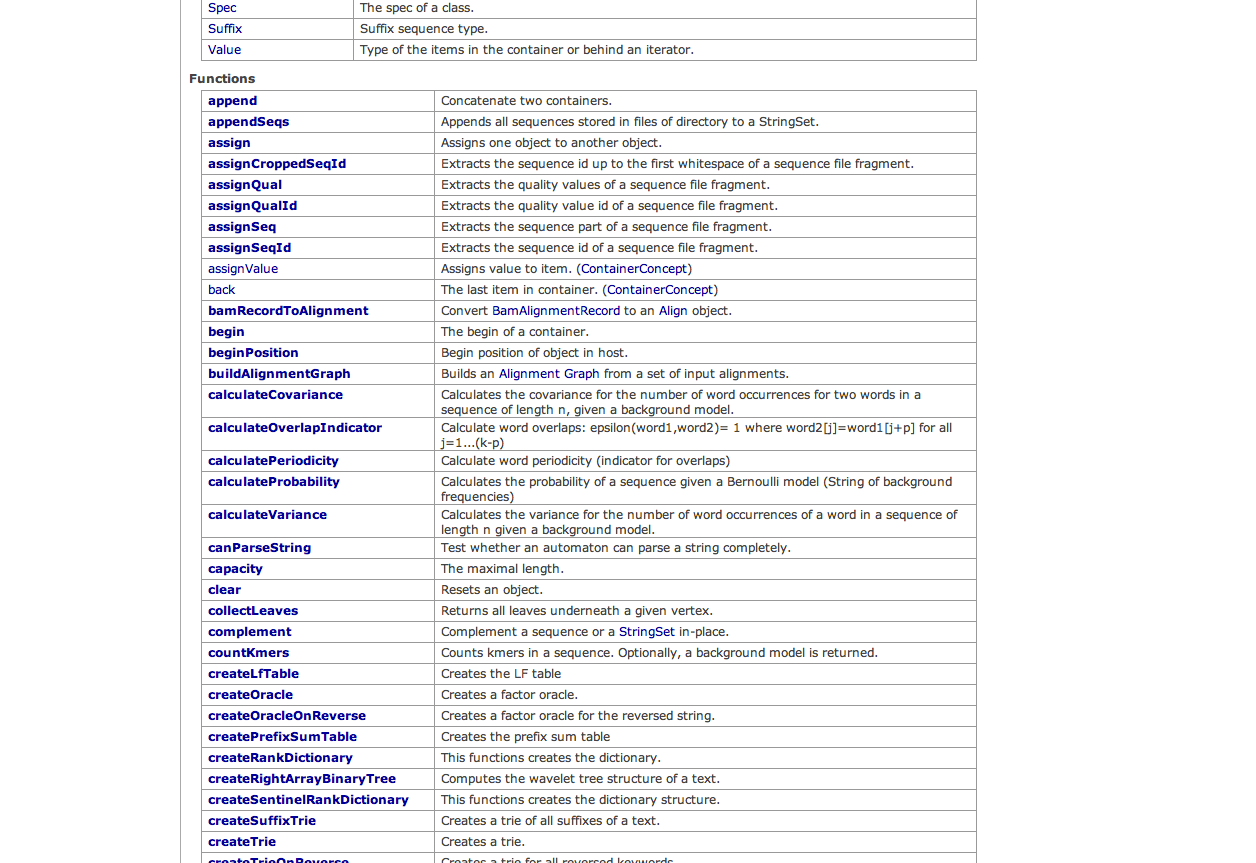 Spec The spec of a class.
Suffix Suffix sequence type.
Value Type of the items in the container or behind an iterator.
Functions
append Concatenate two containers.
appendSeqs Appends all sequences stored in files of directory to a StringSet.
assign Assigns one object to another object.
assignCroppedSeqId Extracts the sequence id up to the first whitespace of a sequence file fragment.
assignQual Extracts the quality values of a sequence file fragment.
assignQualId Extracts the quality value id of a sequence file fragment.
assignSeq Extracts the sequence part of a sequence file fragment.
assignSeqId Extracts the sequence id of a sequence file fragment.
assignValue Assigns value to item. (ContainerConcept)
back The last item in container. (ContainerConcept)
bamRecordToAlignment Convert BamAlignmentRecord to an Align object.
begin The begin of a container.
beginPosition Begin position of object in host.
buildAlignmentGraph Builds an Alignment Graph from a set of input alignments.
calculateCovariance Calculates the covariance for the number of word occurrences for two words in a
sequence of length n, given a background model.
calculateOverlapIndicator Calculate word overlaps: epsilon(word1,word2)= 1 where word2[j]=word1[j+p] for all
j=1...(k-p)
calculatePeriodicity Calculate word periodicity (indicator for overlaps)
calculateProbability Calculates the probability of a sequence given a Bernoulli model (String of background
frequencies)
calculateVariance Calculates the variance for the number of word occurrences of a word in a sequence of
length n given a background model.
canParseString Test whether an automaton can parse a string completely.
capacity The maximal length.
clear Resets an object.
collectLeaves Returns all leaves underneath a given vertex.
complement Complement a sequence or a StringSet in-place.
countKmers Counts kmers in a sequence. Optionally, a background model is returned.
createLfTable Creates the LF table
createOracle Creates a factor oracle.
createOracleOnReverse Creates a factor oracle for the reversed string.
createPrefixSumTable Creates the prefix sum table
createRankDictionary This functions creates the dictionary.
createRightArrayBinaryTree Computes the wavelet tree structure of a text.
createSentinelRankDictionary This functions creates the dictionary structure.
createSuffixTrie Creates a trie of all suffixes of a text.
createTrie Creates a trie.
createTrieOnReverse Creates a trie for all reversed keywords.